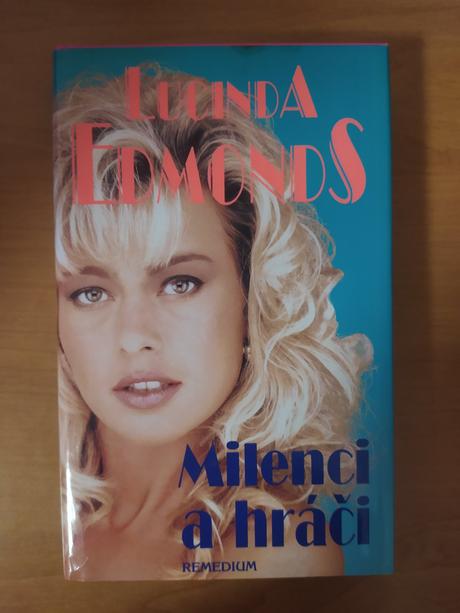 LUCINDA
EDMONDS
Milenci
a hráči
REMEDIUM